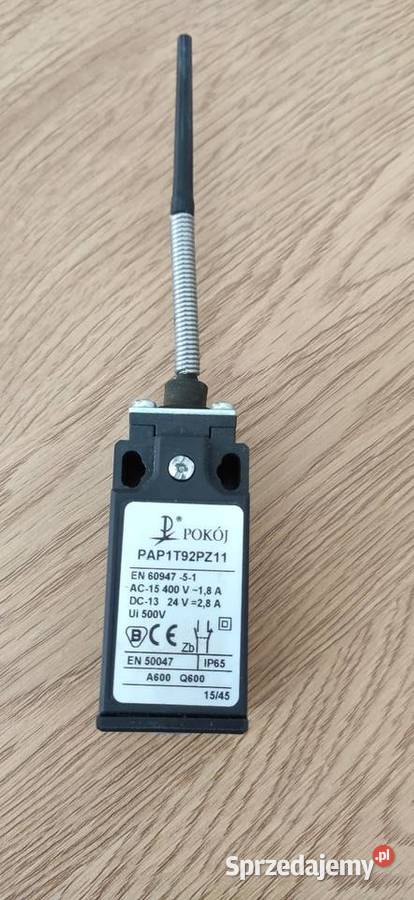 ® POKÓJ
PAP1T92PZ11
EN 60947 -5-1
AC-15 400 V ~1,8 A
DC-13 24 V =2,8 A
Ui 500V
B CE Zb
EN 50047 IP65
A600 Q600
15/45
Sprzedajemy.pl